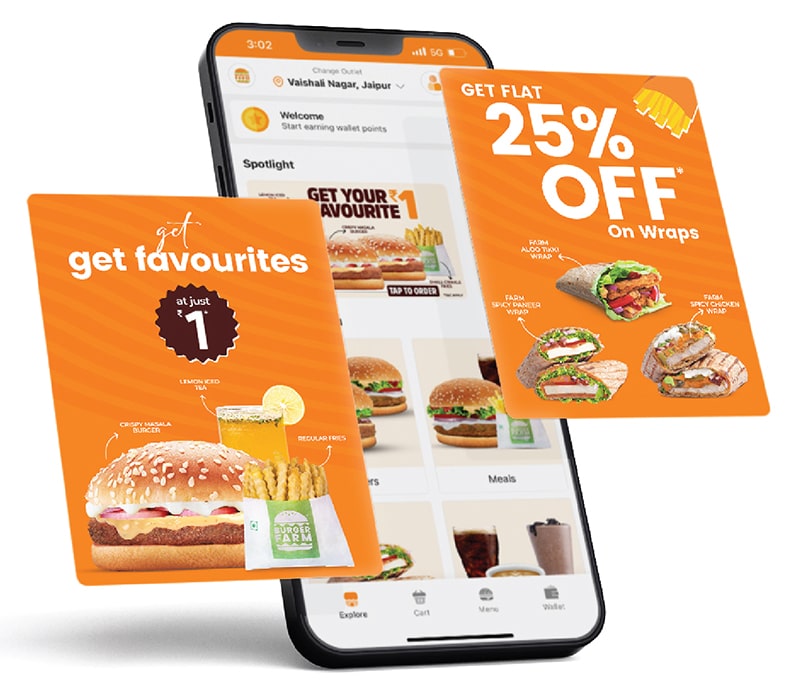 3:02
5G
Change Outlet
Vaishali Nagar, Jaipur
Welcome
Start earning wallet points
Spotlight
LEMON ICED
GET YOUR
FAVOURITE ₹1
CRISPY MASALA
BURGER
TAP TO ORDER
Meals
Explore
Cart
Menu
Wallet
get
get favourites
at just
₹1*
LEMON ICED
TEA
CRISPY MASALA
BURGER
REGULAR FRIES
BURGER
FARM
GET FLAT
25%
OFF*
On Wraps
FARM
ALOO TIKKI
WRAP
FARM
SPICY PANEER
WRAP
FARM
SPICY CHICKEN
WRAP